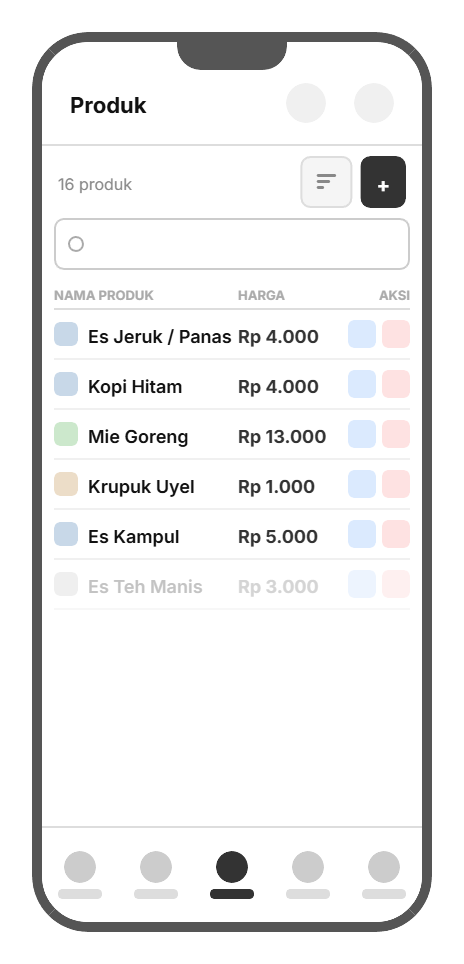 Produk
16 produk
+
NAMA PRODUK HARGA AKSI
Es Jeruk / Panas Rp 4.000
Kopi Hitam Rp 4.000
Mie Goreng Rp 13.000
Krupuk Uyel Rp 1.000
Es Kampul Rp 5.000
Es Teh Manis Rp 3.000